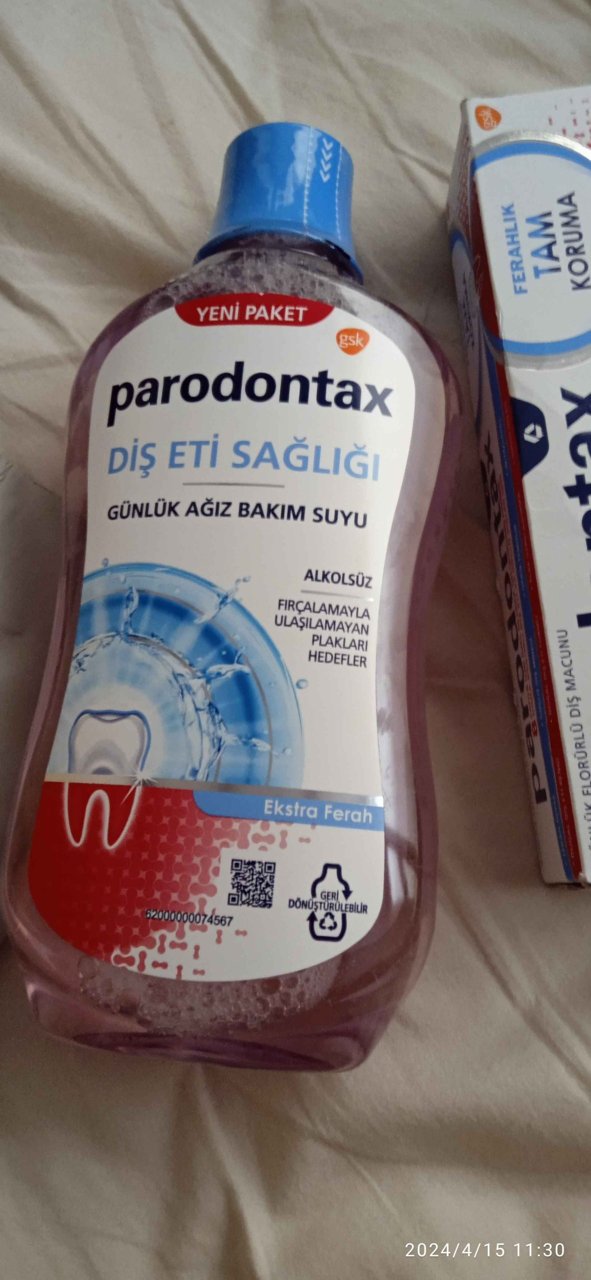 YENİ PAKET
gsk
parodontax
DİŞ ETİ SAĞLIĞI
GÜNLÜK AĞIZ BAKIM SUYU
ALKOLSÜZ
FIRÇALAMAYLA
ULAŞILAMAYAN
PLAKLARI
HEDEFLER
Ekstra Ferah
62000000074567
GERİ
DÖNÜŞTÜRÜLEBİLİR
gsk
FERAHLIK
TAM
KORUMA
parodontax
FLORÜRLÜ DİŞ MACUNU
2024/4/15 11:30